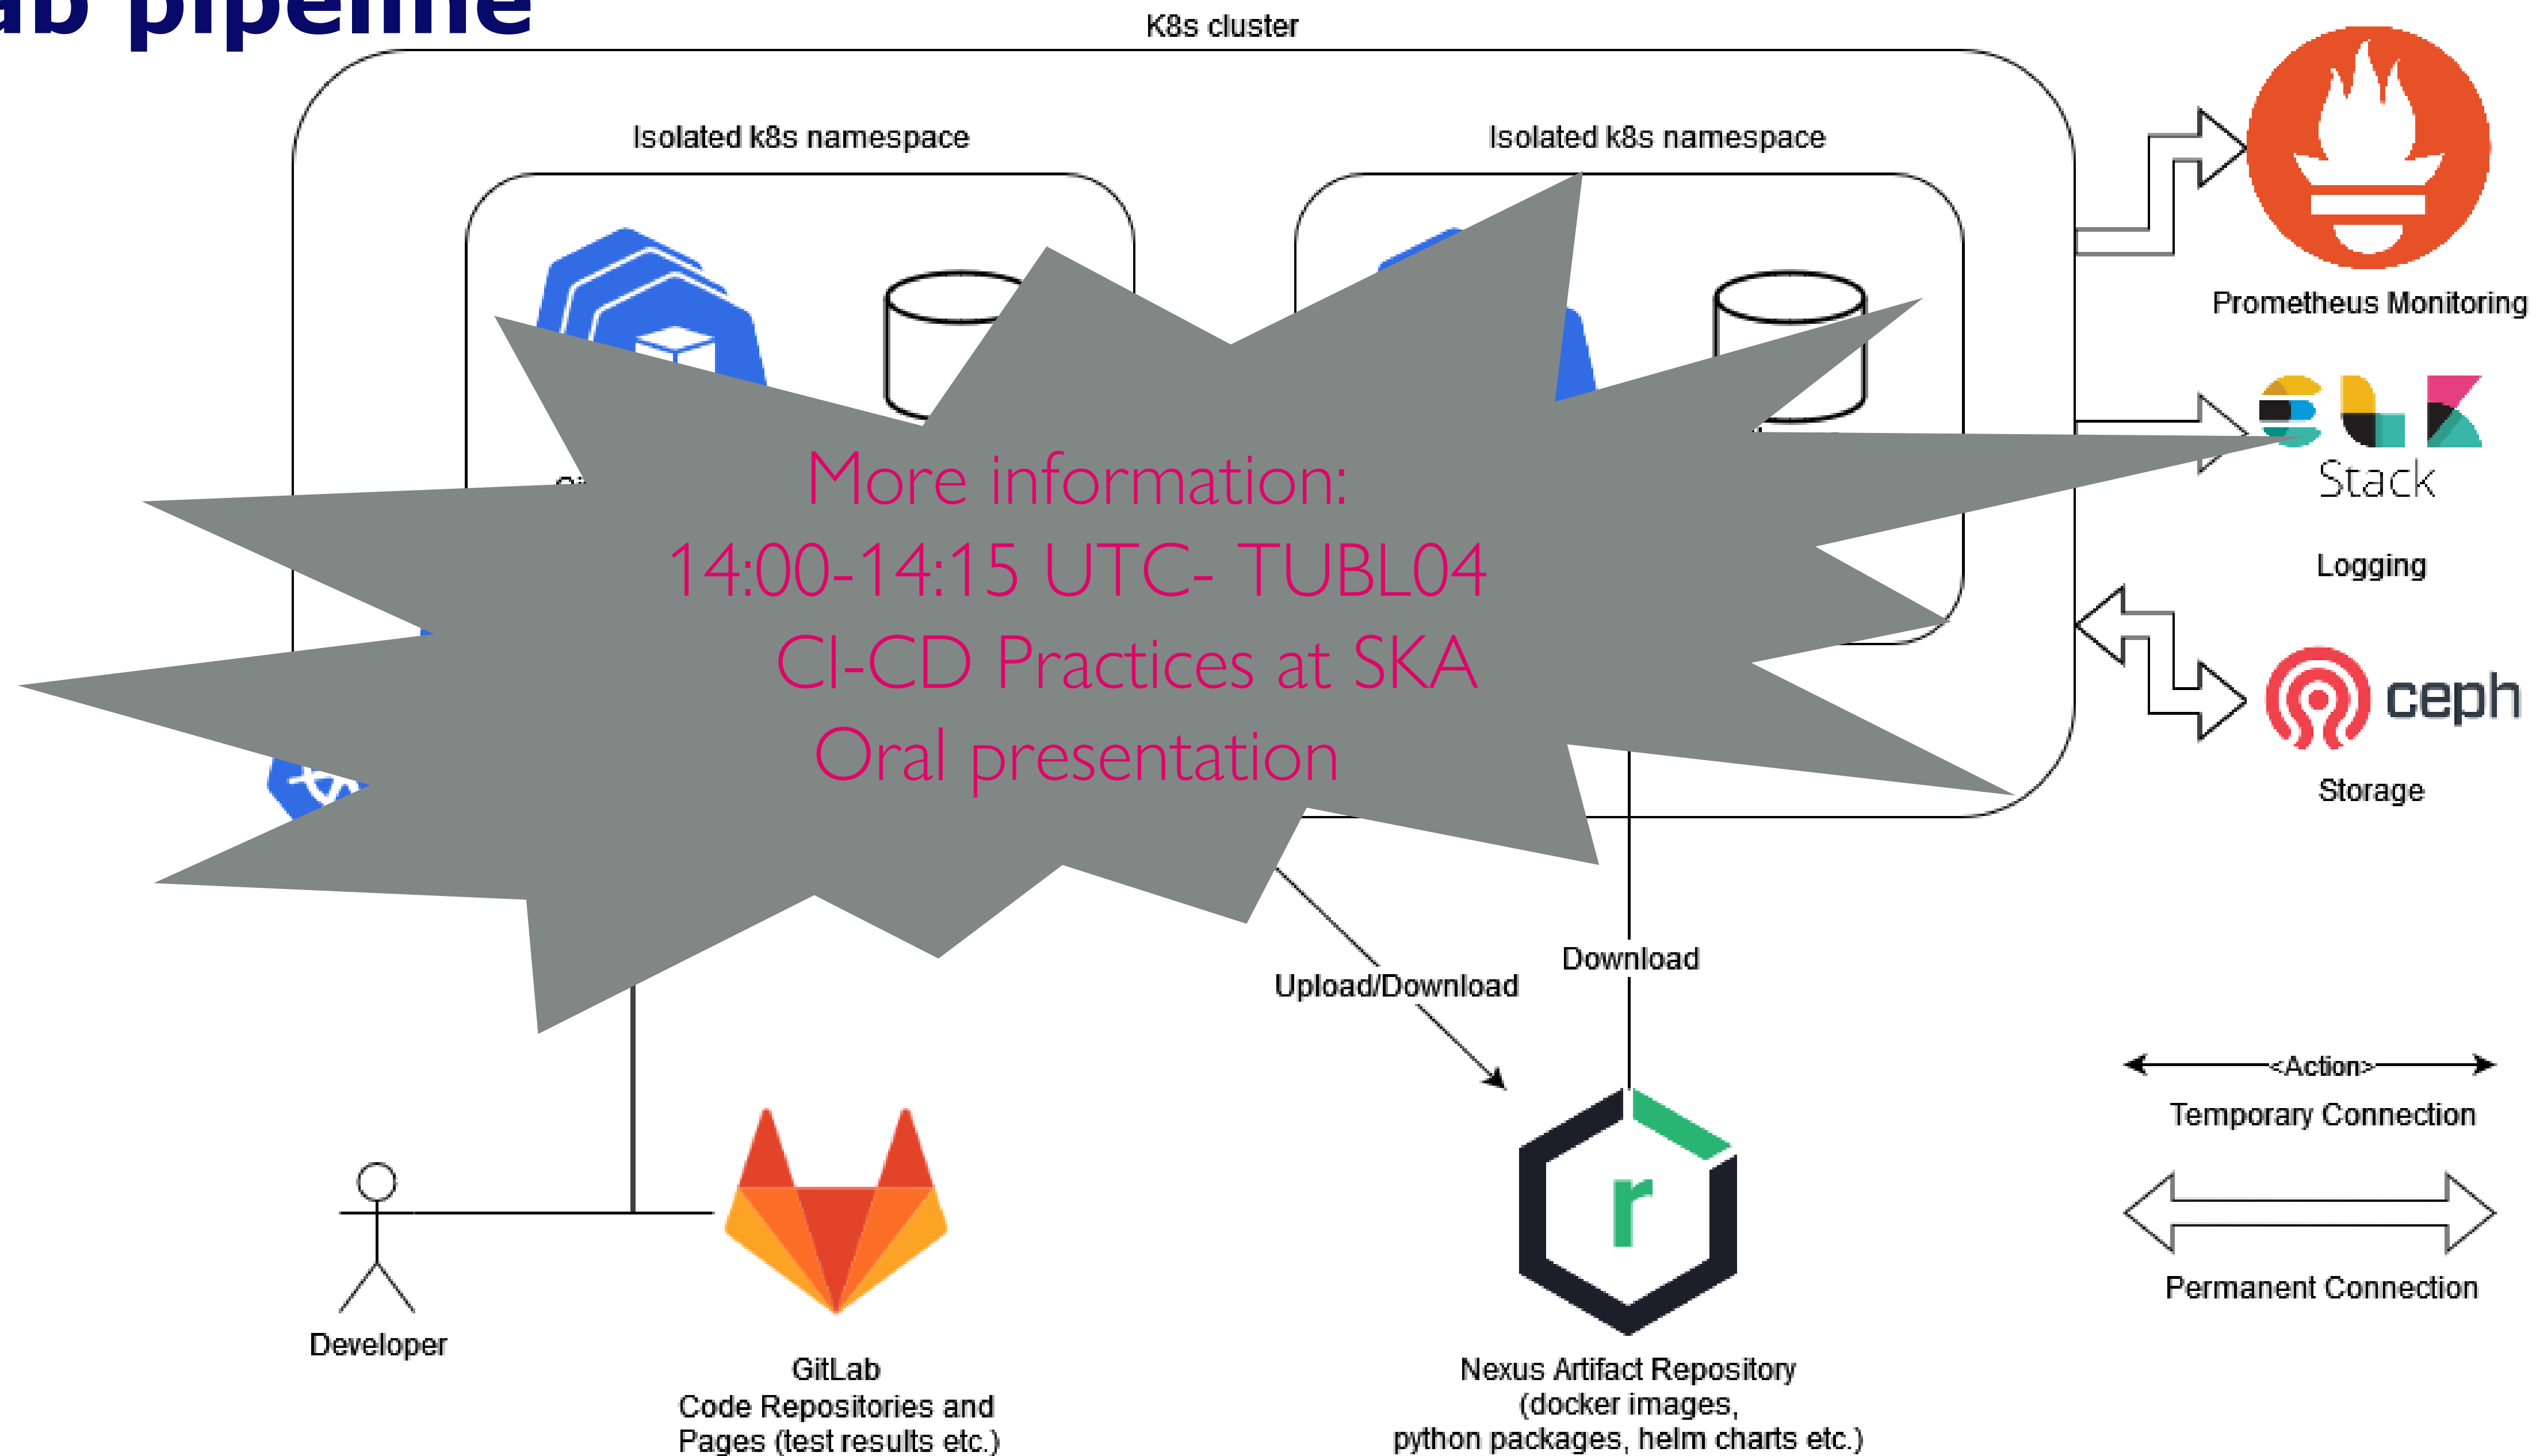 pipeline
K8s cluster
Isolated k8s namespace
Isolated k8s namespace
Prometheus Monitoring
Stack
Logging
ceph
Storage
More information:
14:00-14:15 UTC- TUBL04
CI-CD Practices at SKA
Oral presentation
Download
Upload/Download
<Action>
Temporary Connection
Permanent Connection
r
Developer
GitLab
Code Repositories and
Pages (test results etc.)
Nexus Artifact Repository
(docker images,
python packages, helm charts etc.)